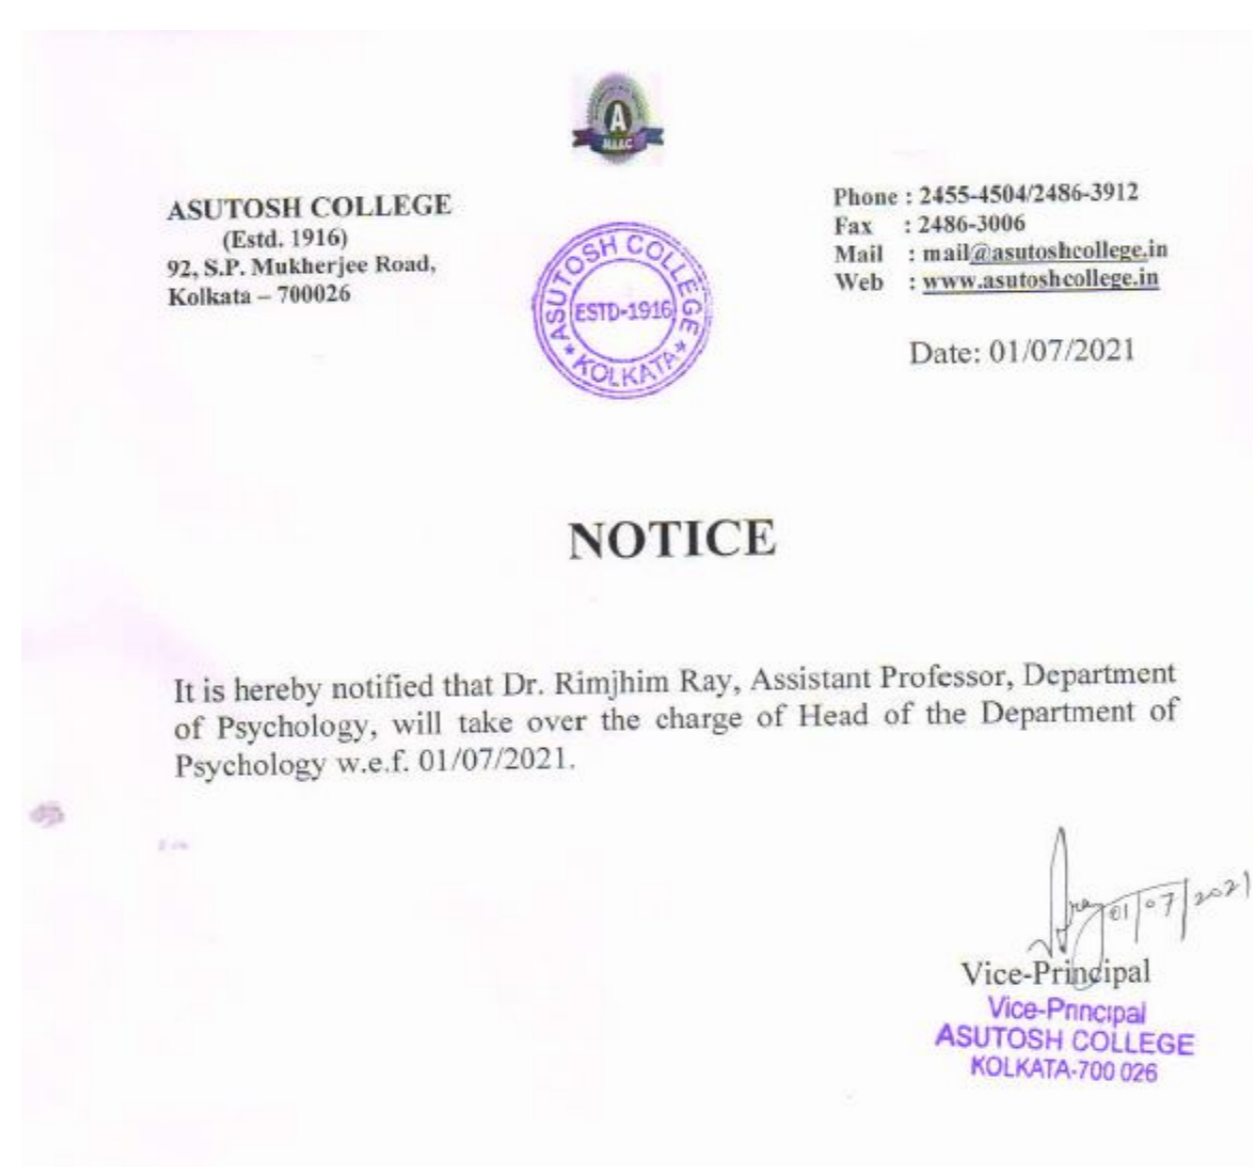 A
NAAC
ASUTOSH COLLEGE
(Estd. 1916)
92, S.P. Mukherjee Road,
Kolkata – 700026
ASUTOSH COLLEGE
ESTD-1916
* KOLKATA *
Phone : 2455-4504/2486-3912
Fax : 2486-3006
Mail : mail@asutoshcollege.in
Web : www.asutoshcollege.in
Date: 01/07/2021
NOTICE
It is hereby notified that Dr. Rimjhim Ray, Assistant Professor, Department
of Psychology, will take over the charge of Head of the Department of
Psychology w.e.f. 01/07/2021.
01/07/2021
Vice-Principal
Vice-Principal
ASUTOSH COLLEGE
KOLKATA-700 026